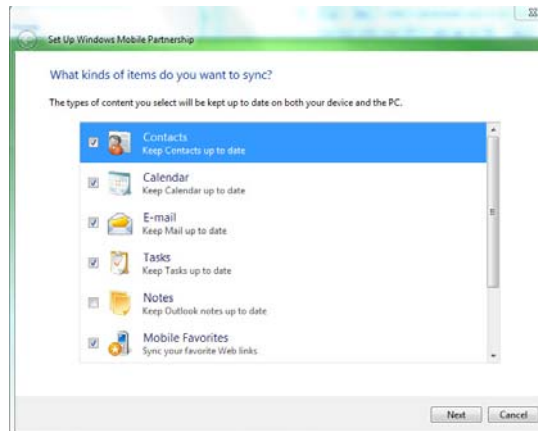 Set Up Windows Mobile Partnership
What kinds of items do you want to sync?
The types of content you select will be kept up to date on both your device and the PC.
Contacts
Keep Contacts up to date
Calendar
Keep Calendar up to date
E-mail
Keep Mail up to date
Tasks
Keep Tasks up to date
Notes
Keep Outlook notes up to date
Mobile Favorites
Sync your favorite Web links
Next Cancel